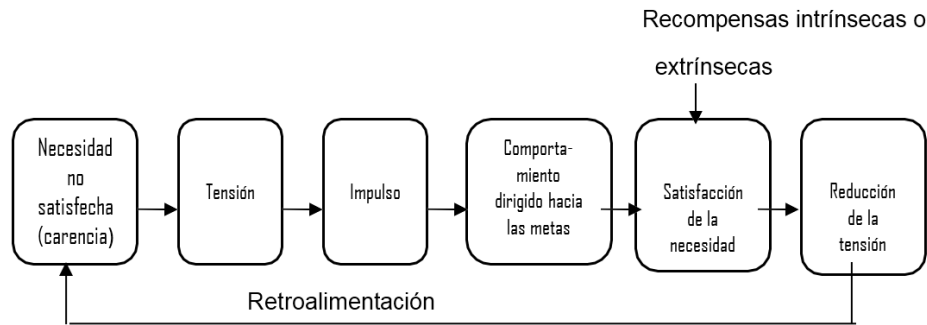 Recompensas intrínsecas o
extrínsecas
Necesidad
no
satisfecha
(carencia)
Tensión
Impulso
Comporta-
miento
dirigido hacia
las metas
Satisfacción
de la
necesidad
Reducción
de la
tensión
Retroalimentación